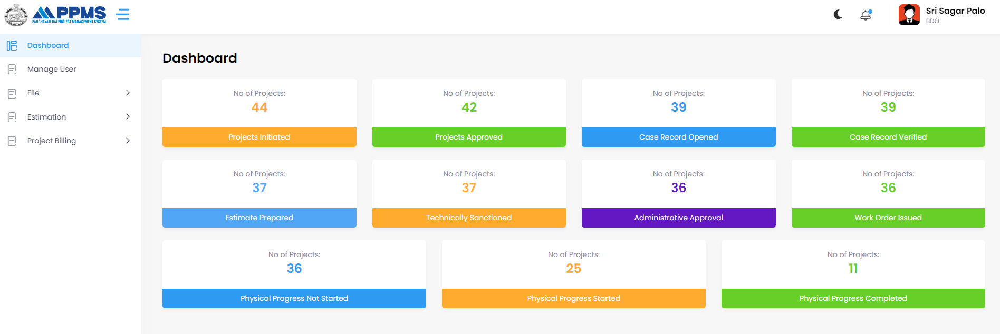 PPMS
PANCHAYATI RAJ PROJECT MANAGEMENT SYSTEM
Sri Sagar Palo
BDO
Dashboard
Manage User
File
Estimation
Project Billing
Dashboard
No of Projects:
44
Projects Initiated
No of Projects:
42
Projects Approved
No of Projects:
39
Case Record Opened
No of Projects:
39
Case Record Verified
No of Projects:
37
Estimate Prepared
No of Projects:
37
Technically Sanctioned
No of Projects:
36
Administrative Approval
No of Projects:
36
Work Order Issued
No of Projects:
36
Physical Progress Not Started
No of Projects:
25
Physical Progress Started
No of Projects:
11
Physical Progress Completed